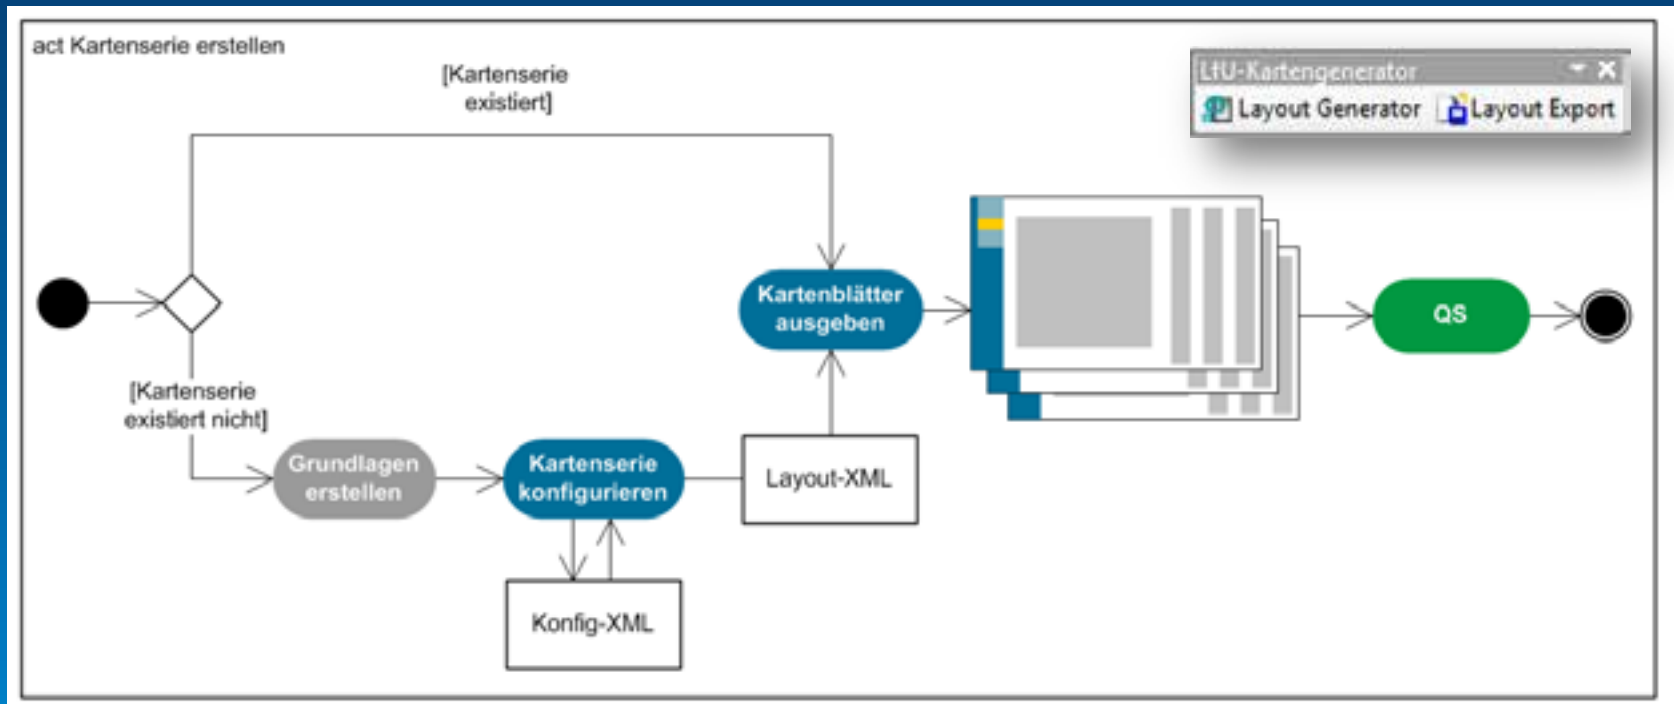 act Kartenserie erstellen
[Kartenserie
existiert]
LfU-Kartengenerator
Layout Generator Layout Export
Kartenblätter
ausgeben
QS
[Kartenserie
existiert nicht]
Grundlagen
erstellen
Kartenserie
konfigurieren
Layout-XML
Konfig-XML